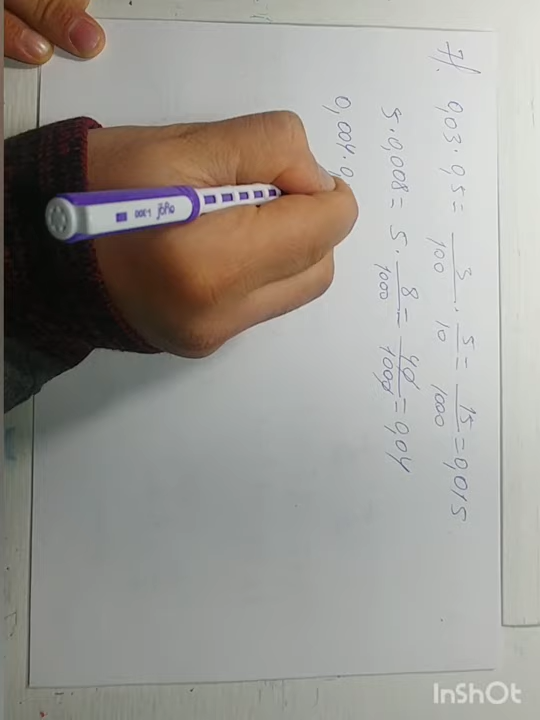 7). 0,03 · 0,5 = 3/100 · 5/10 = 15/1000 = 0,015
5 · 0,008 = 5 · 8/1000 = 40/1000 = 0,04
0,004 · 0
InShOt